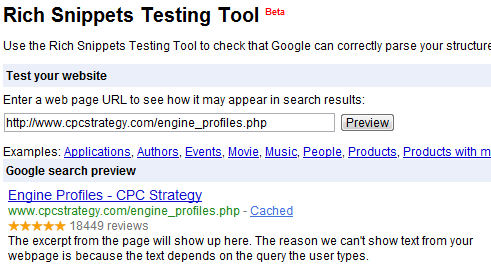 Rich Snippets Testing Tool Beta
Use the Rich Snippets Testing Tool to check that Google can correctly parse your structure
Test your website
Enter a web page URL to see how it may appear in search results:
http://www.cpcstrategy.com/engine_profiles.php Preview
Examples: Applications, Authors, Events, Movie, Music, People, Products, Products with m
Google search preview
Engine Profiles - CPC Strategy
www.cpcstrategy.com/engine_profiles.php - Cached
18449 reviews
The excerpt from the page will show up here. The reason we can't show text from your
webpage is because the text depends on the query the user types.